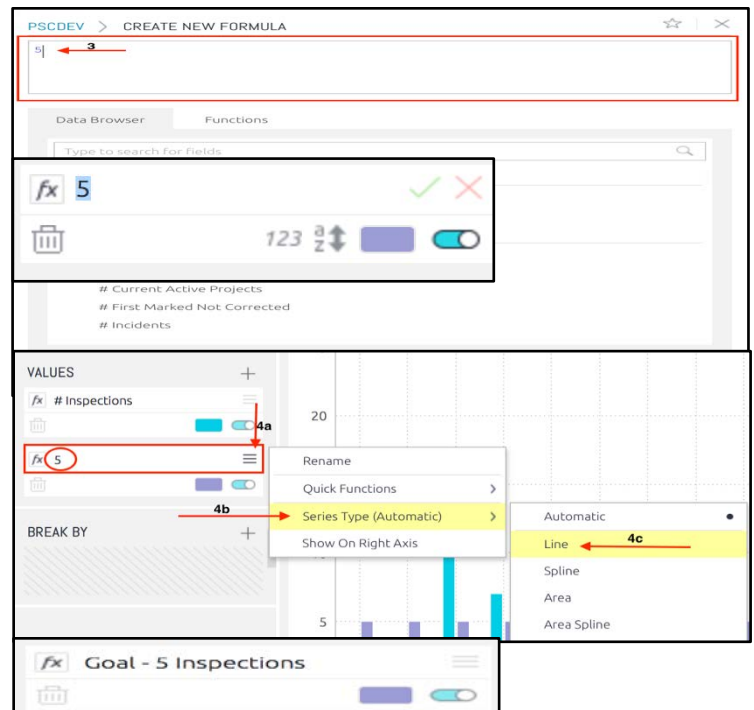 PSCDEV > CREATE NEW FORMULA
5
3
Data Browser Functions
Type to search for fields
fx 5
123 a z
# Current Active Projects
# First Marked Not Corrected
# Incidents
VALUES +
fx # Inspections
4a
20
fx 5
Rename
Quick Functions >
4b
Series Type (Automatic) >
Automatic
BREAK BY +
Show On Right Axis
Line
4c
Spline
Area
5
Area Spline
fx Goal - 5 Inspections